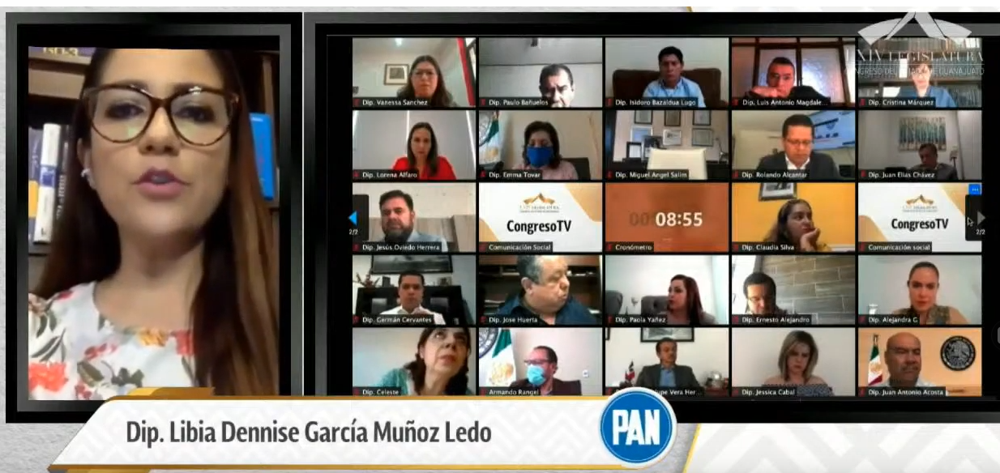 LXIV LEGISLATURA
CONGRESO DEL ESTADO DE GUANAJUATO
Dip. Vanessa Sanchez
Dip. Paulo Bañuelos
Dip. Isidoro Bazaldua Lugo
Dip. Luis Antonio Magdale...
Dip. Cristina Márquez
Dip. Lorena Alfaro
Dip. Emma Tovar
Dip. Miguel Angel Salim
Dip. Rolando Alcantar
Dip. Juan Elias Chávez
2/2
Dip. Jesús Oviedo Herrera
CongresoTV
Comunicación Social
00:08:55
Cronómetro
Dip. Claudia Silva
CongresoTV
Comunicación social
2/2
Dip. Germán Cervantes
Dip. Jose Huerta
Dip. Paola Yañez
Dip. Ernesto Alejandro
Dip. Alejandra G
Dip. Celeste
Armando Rangel
Vera Her...
Dip. Jessica Cabal
Dip. Juan Antonio Acosta
Dip. Libia Dennise García Muñoz Ledo
PAN